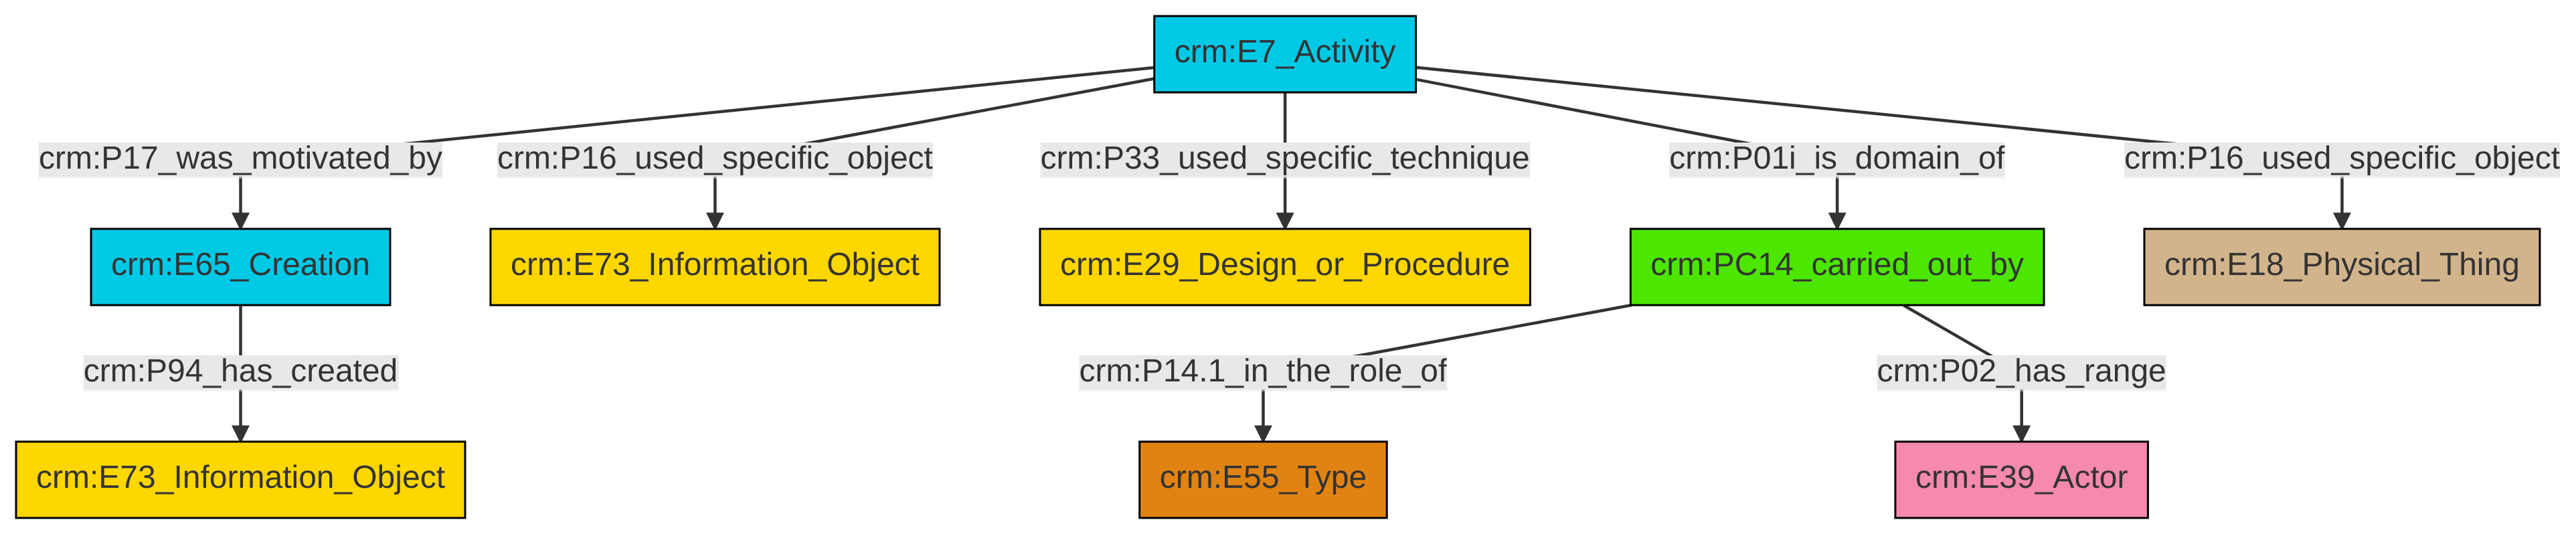 crm:E7_Activity
crm:P17_was_motivated_by
crm:P16_used_specific_object
crm:P33_used_specific_technique
crm:P01i_is_domain_of
crm:P16_used_specific_object
crm:E65_Creation
crm:E73_Information_Object
crm:E29_Design_or_Procedure
crm:PC14_carried_out_by
crm:E18_Physical_Thing
crm:P94_has_created
crm:P14.1_in_the_role_of
crm:P02_has_range
crm:E73_Information_Object
crm:E55_Type
crm:E39_Actor